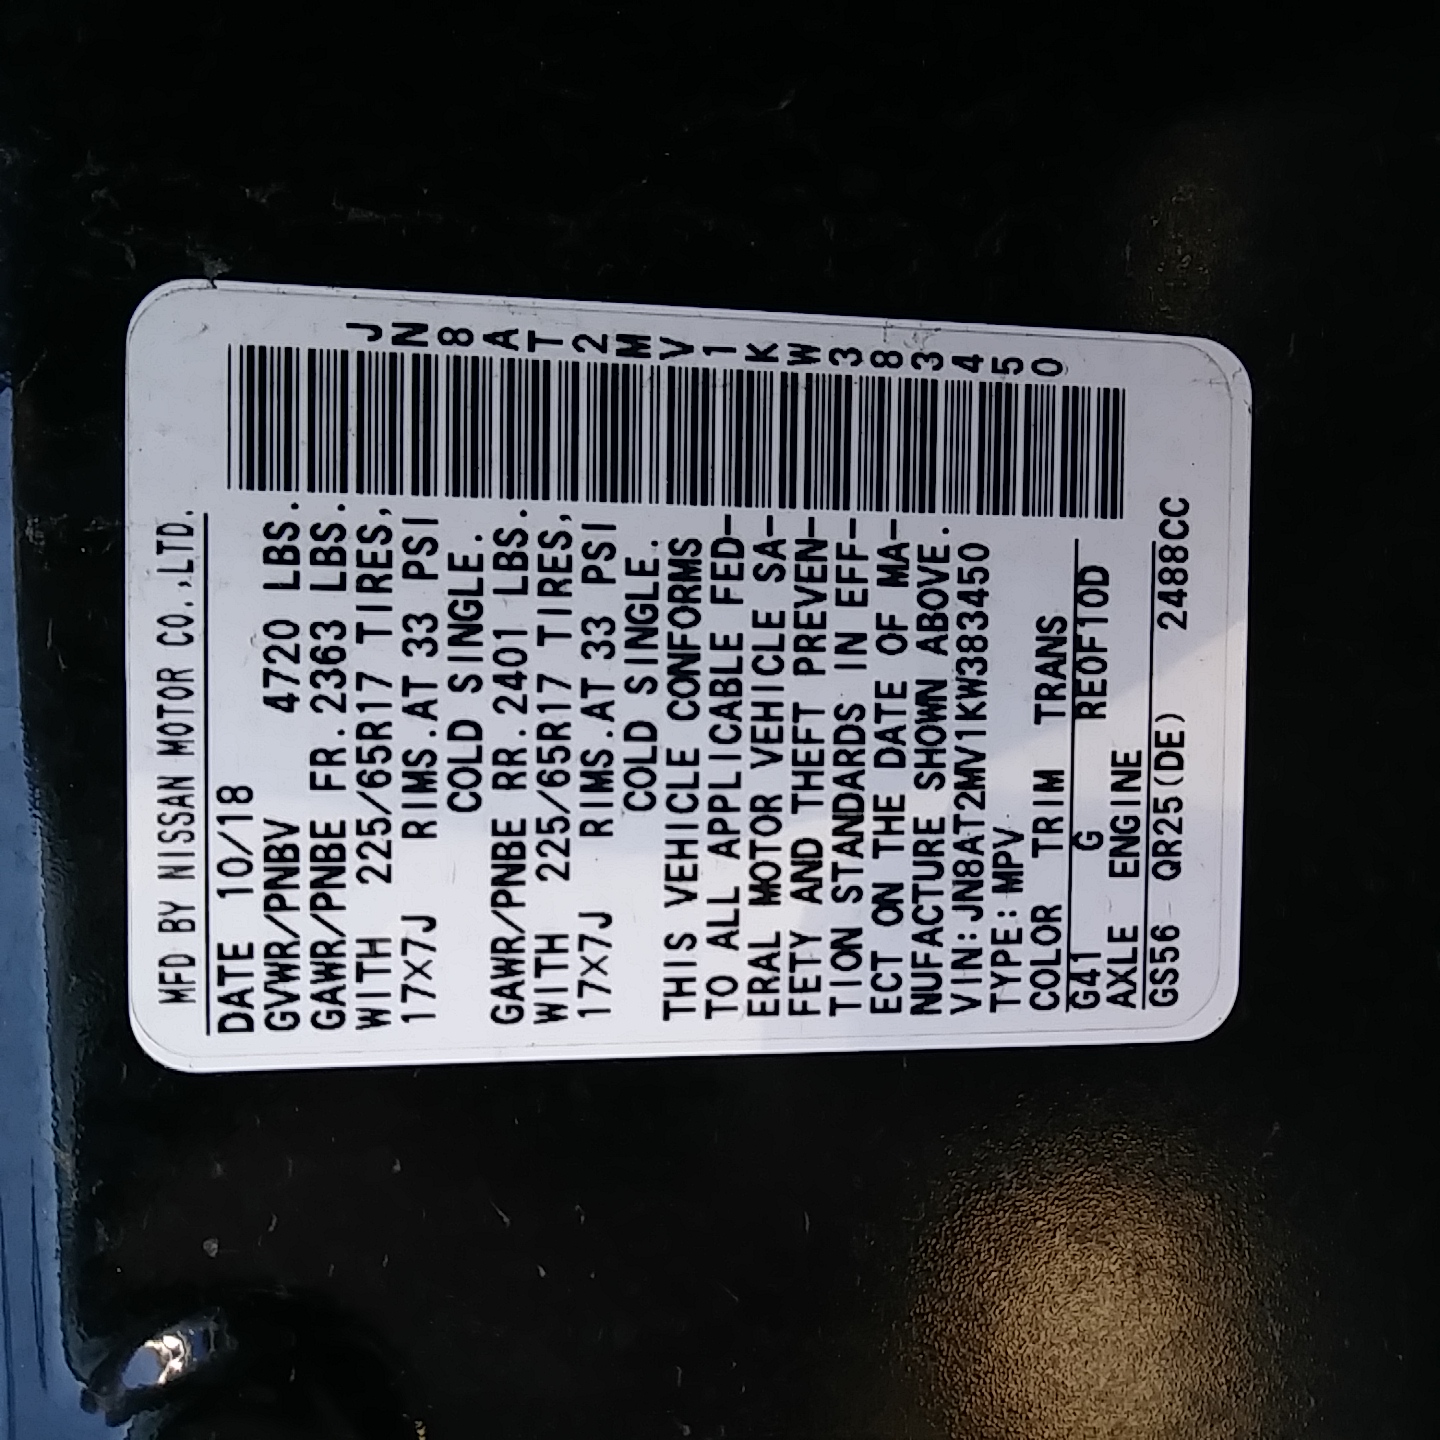 MFD BY NISSAN MOTOR CO.,LTD.
DATE 10/18
GVWR/PNBV 4720 LBS.
GAWR/PNBE FR.2363 LBS.
WITH 225/65R17 TIRES,
17×7J RIMS.AT 33 PSI
COLD SINGLE.
GAWR/PNBE RR.2401 LBS.
WITH 225/65R17 TIRES,
17×7J RIMS.AT 33 PSI
COLD SINGLE.
THIS VEHICLE CONFORMS
TO ALL APPLICABLE FED-
ERAL MOTOR VEHICLE SA-
FETY AND THEFT PREVEN-
TION STANDARDS IN EFF-
ECT ON THE DATE OF MA-
NUFACTURE SHOWN ABOVE.
VIN:JN8AT2MV1KW383450
TYPE:MPV
COLOR TRIM TRANS
G41 G RE0F10D
AXLE ENGINE
GS56 QR25(DE) 2488CC
JN8AT2MV1KW383450